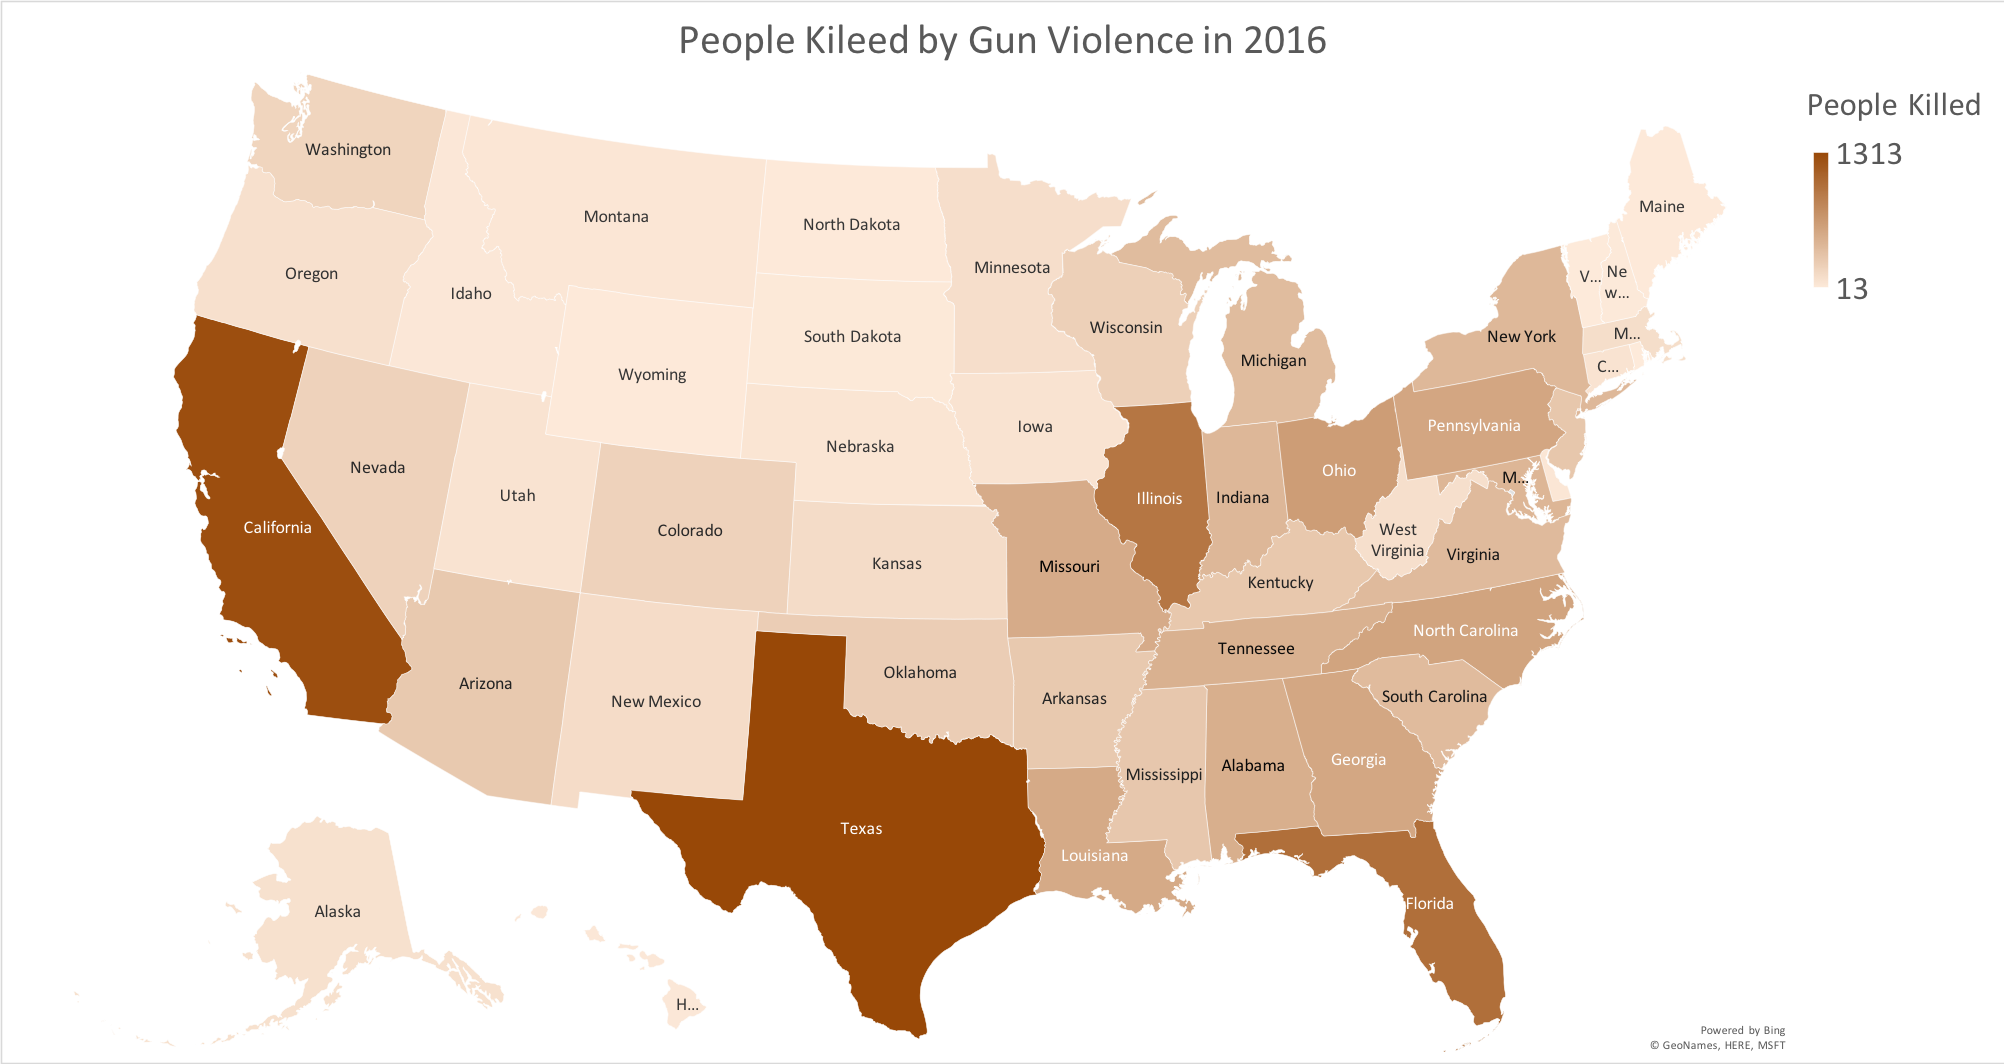 People Kileed by Gun Violence in 2016
People Killed
1313
13
Washington
Montana
North Dakota
Minnesota
Maine
Oregon
Idaho
V...
Ne
w...
South Dakota
Wisconsin
New York
M...
Wyoming
Michigan
C...
Iowa
Pennsylvania
Nebraska
Nevada
Ohio
M...
Utah
Illinois
Indiana
California
Colorado
West
Virginia
Virginia
Kansas
Missouri
Kentucky
North Carolina
Tennessee
Oklahoma
Arizona
New Mexico
Arkansas
South Carolina
Georgia
Alabama
Mississippi
Texas
Louisiana
Florida
Alaska
H...
Powered by Bing
© GeoNames, HERE, MSFT